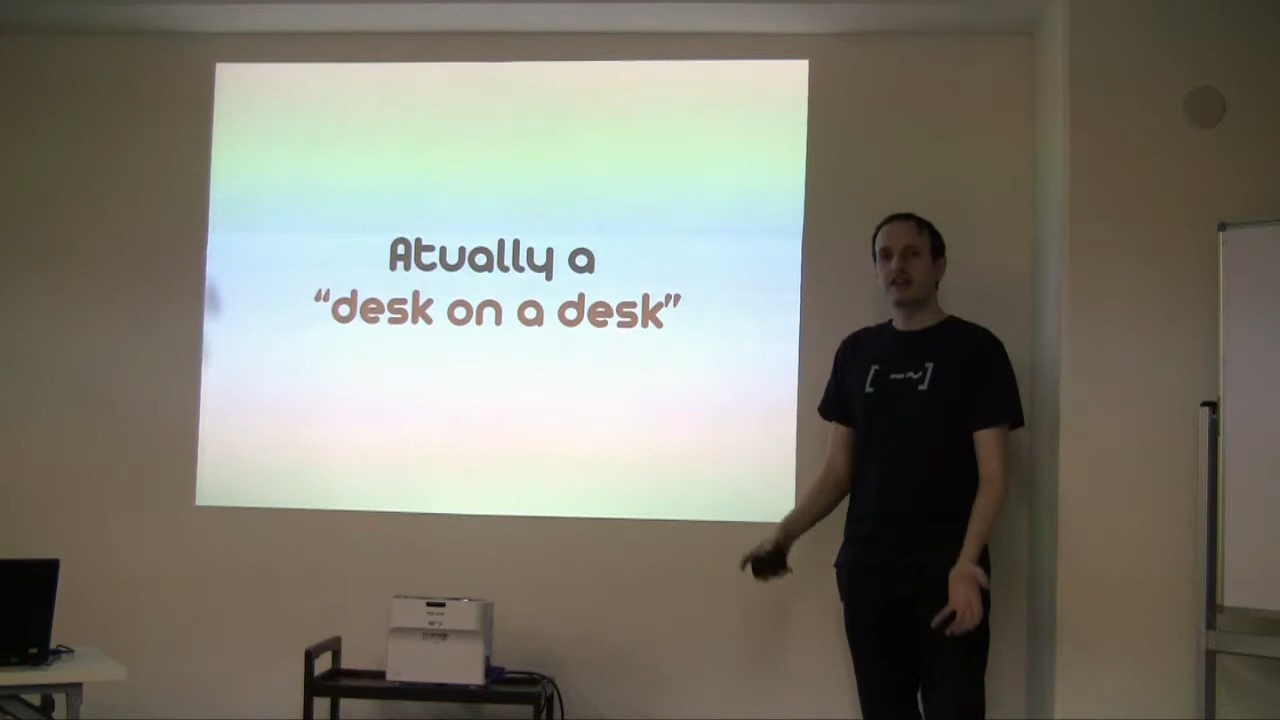 Atually a
“desk on a desk”
[ ~~]